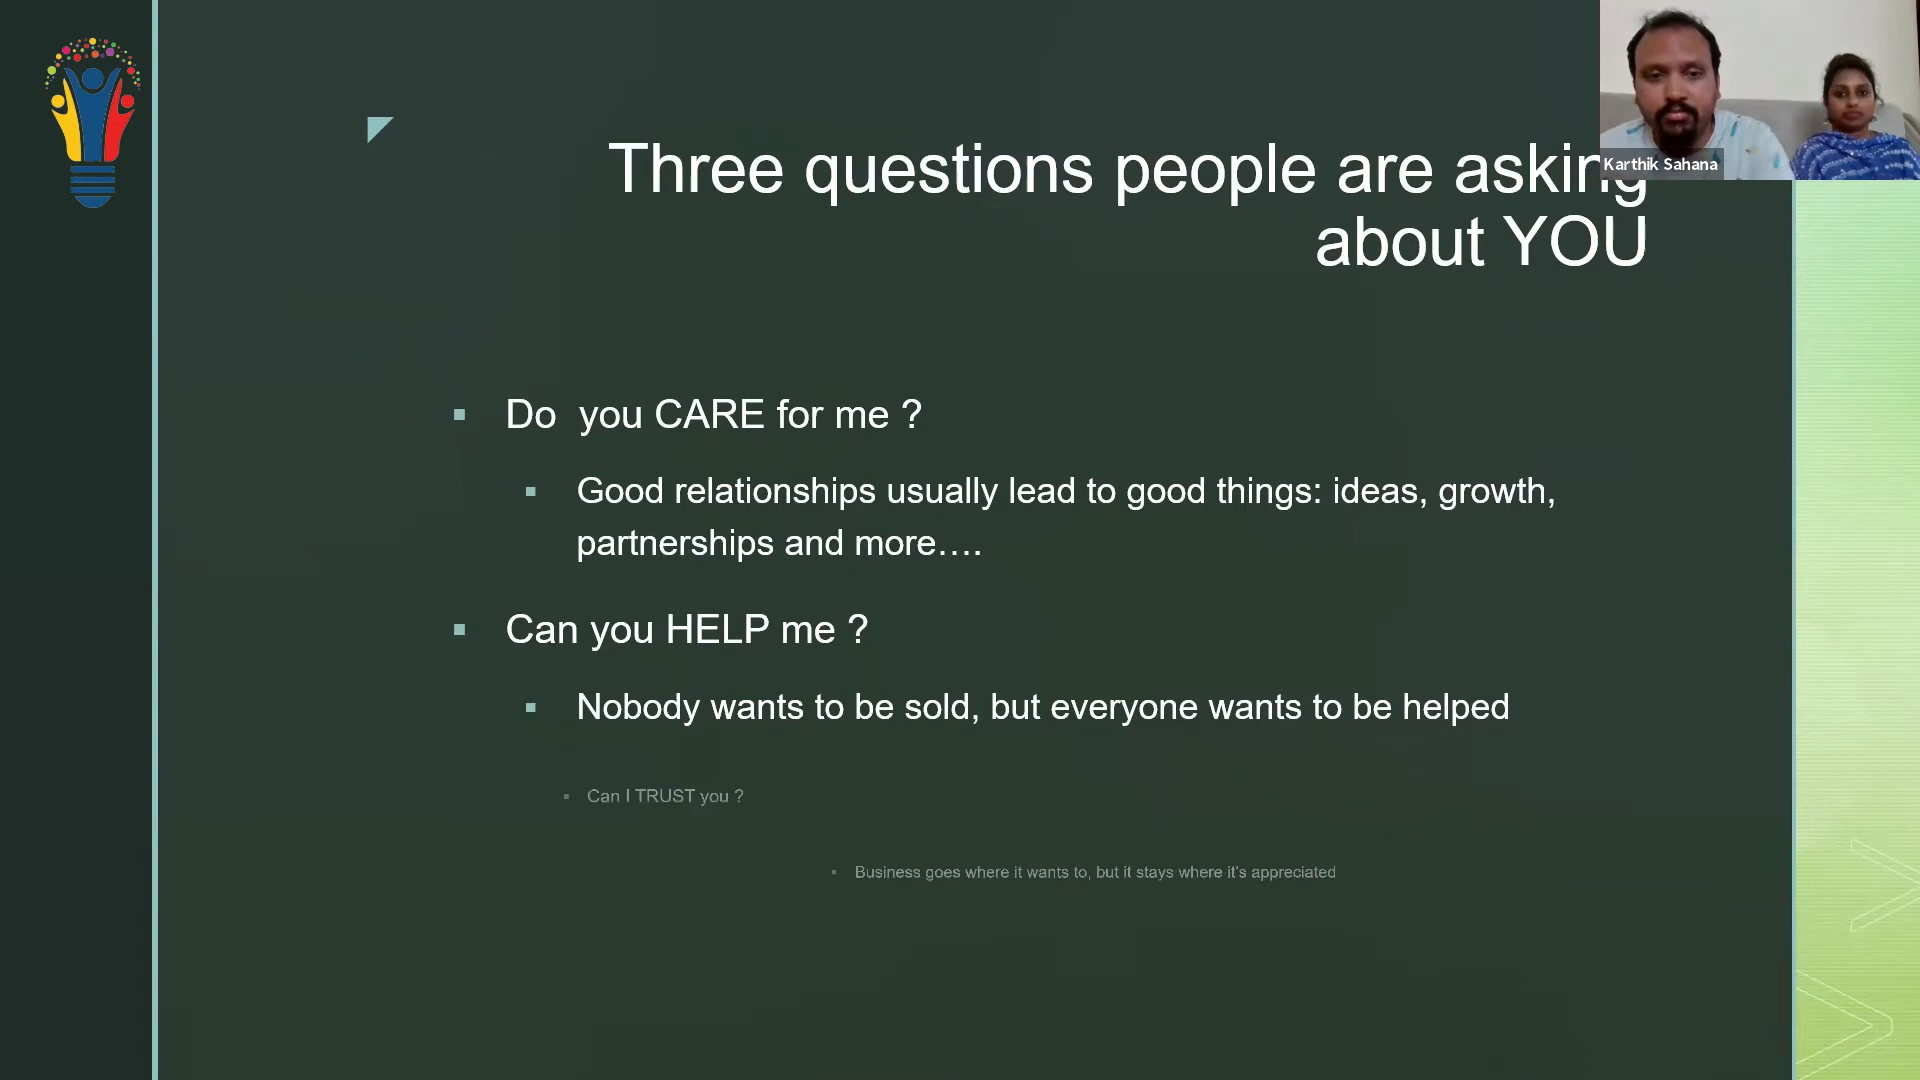 Three questions people are asking
about YOU
Karthik Sahana
Do  you CARE for me ?
Good relationships usually lead to good things: ideas, growth,
partnerships and more….
Can you HELP me ?
Nobody wants to be sold, but everyone wants to be helped
Can I TRUST you ?
Business goes where it wants to, but it stays where it's appreciated